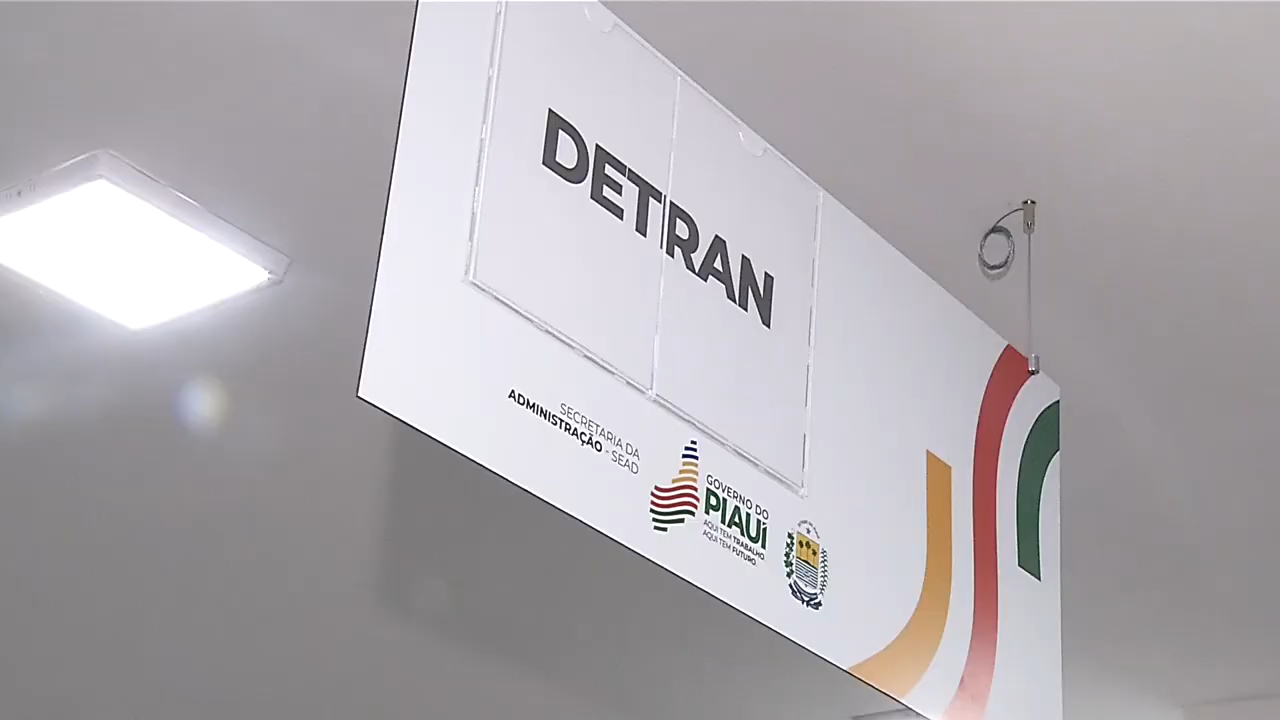 DETRAN
SECRETARIA DA
ADMINISTRAÇÃO - SEAD
GOVERNO DO
PIAUÍ
AQUI TEM TRABALHO
AQUI TEM FUTURO